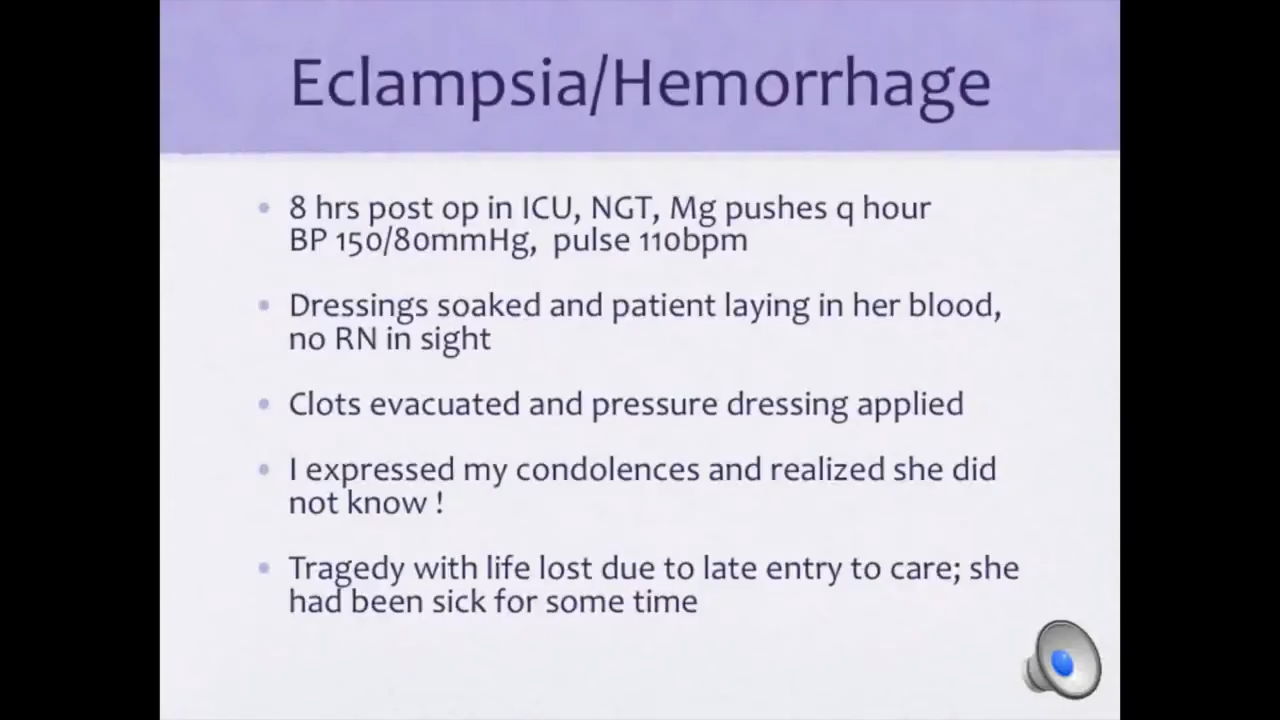 Eclampsia/Hemorrhage
• 8 hrs post op in ICU, NGT, Mg pushes q hour
BP 150/80mmHg,  pulse 110bpm
• Dressings soaked and patient laying in her blood,
no RN in sight
• Clots evacuated and pressure dressing applied
• I expressed my condolences and realized she did
not know !
• Tragedy with life lost due to late entry to care; she
had been sick for some time